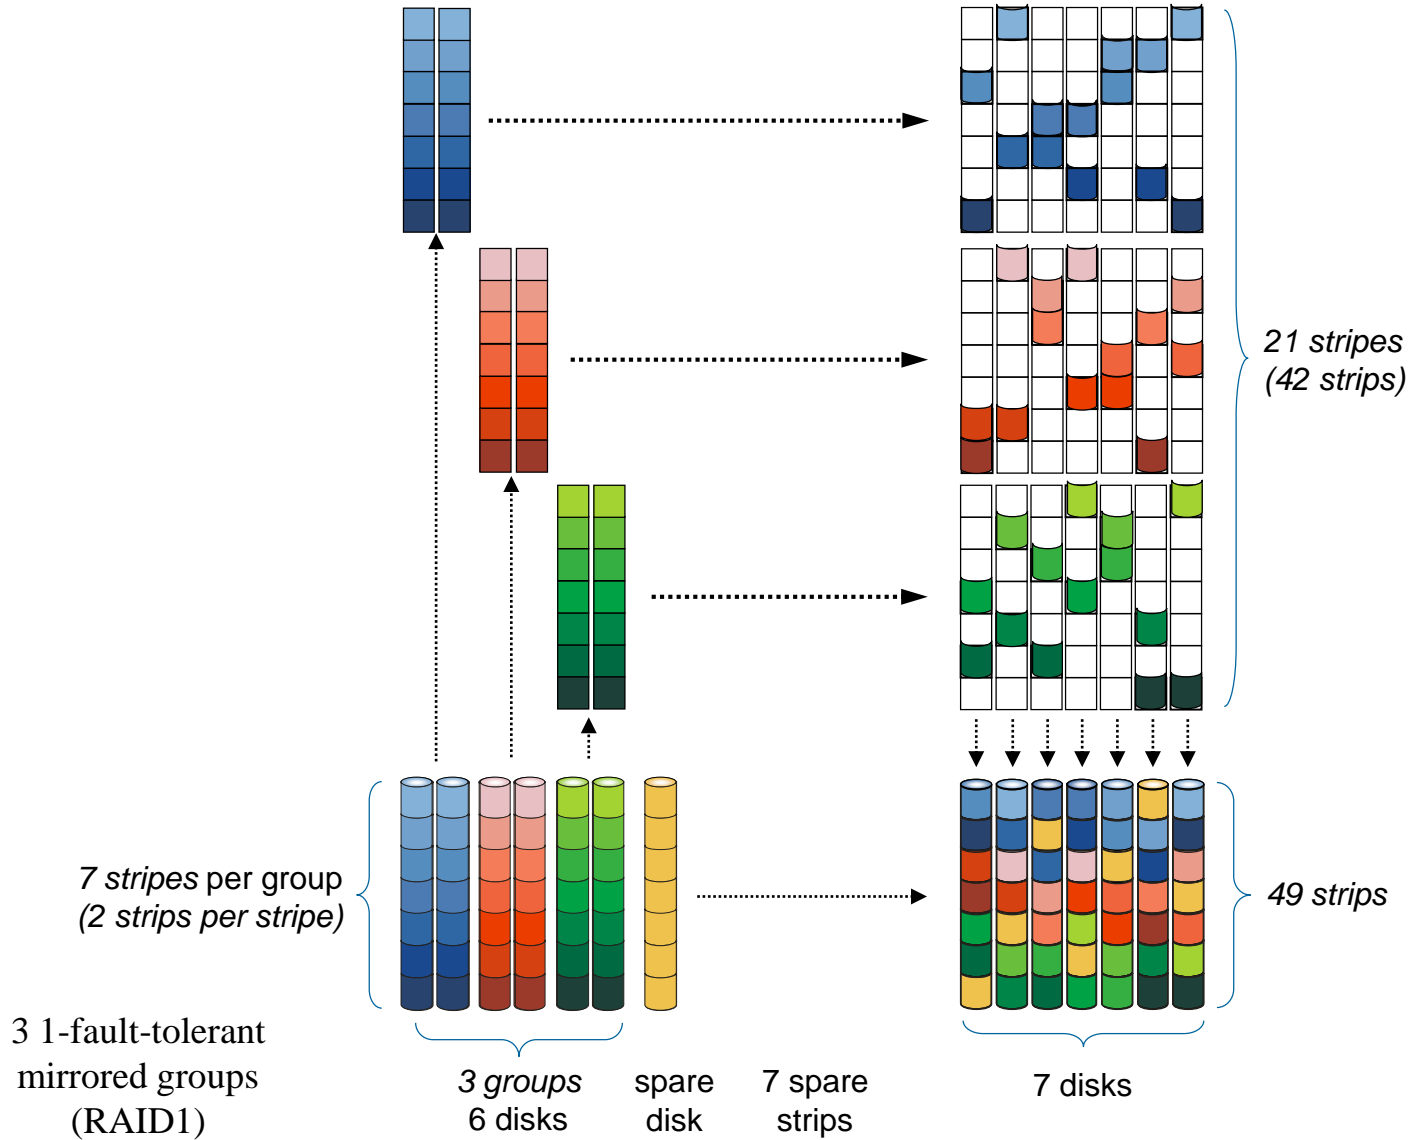 21 stripes
(42 strips)
7 stripes per group
(2 strips per stripe)
49 strips
3 1-fault-tolerant
mirrored groups
(RAID1)
3 groups
6 disks
spare
disk
7 spare
strips
7 disks